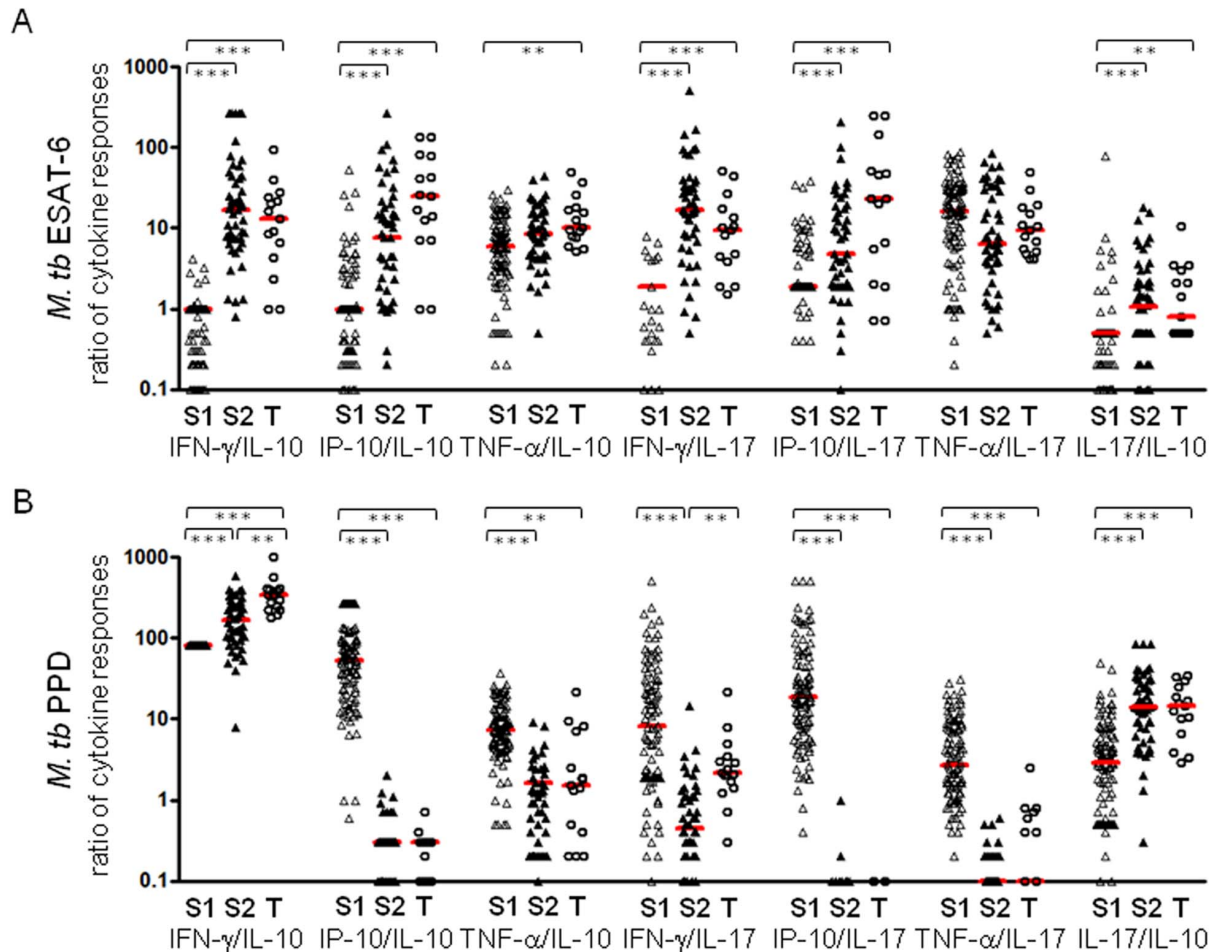 A
*** *** ** *** *** **
*** *** *** *** ***
M. tb ESAT-6
ratio of cytokine responses
1000
100
10
1
0.1
S1 S2 T S1 S2 T S1 S2 T S1 S2 T S1 S2 T S1 S2 T S1 S2 T
IFN-γ/IL-10 IP-10/IL-10 TNF-α/IL-10 IFN-γ/IL-17 IP-10/IL-17 TNF-α/IL-17 IL-17/IL-10
B
*** *** ** *** ** *** *** ***
*** ** *** *** *** *** ***
M. tb PPD
ratio of cytokine responses
1000
100
10
1
0.1
S1 S2 T S1 S2 T S1 S2 T S1 S2 T S1 S2 T S1 S2 T S1 S2 T
IFN-γ/IL-10 IP-10/IL-10 TNF-α/IL-10 IFN-γ/IL-17 IP-10/IL-17 TNF-α/IL-17 IL-17/IL-10